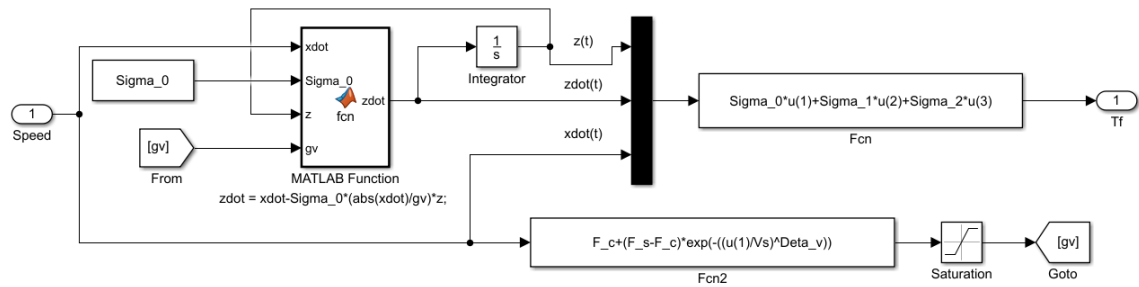 1
Speed
Sigma_0
[gv]
From
xdot
Sigma_0
z
gv
zdot
fcn
MATLAB Function
zdot = xdot-Sigma_0*(abs(xdot)/gv)*z;
1
s
Integrator
z(t)
zdot(t)
xdot(t)
Sigma_0*u(1)+Sigma_1*u(2)+Sigma_2*u(3)
Fcn
1
Tf
F_c+(F_s-F_c)*exp(-((u(1)/Vs)^Deta_v))
Fcn2
Saturation
[gv]
Goto